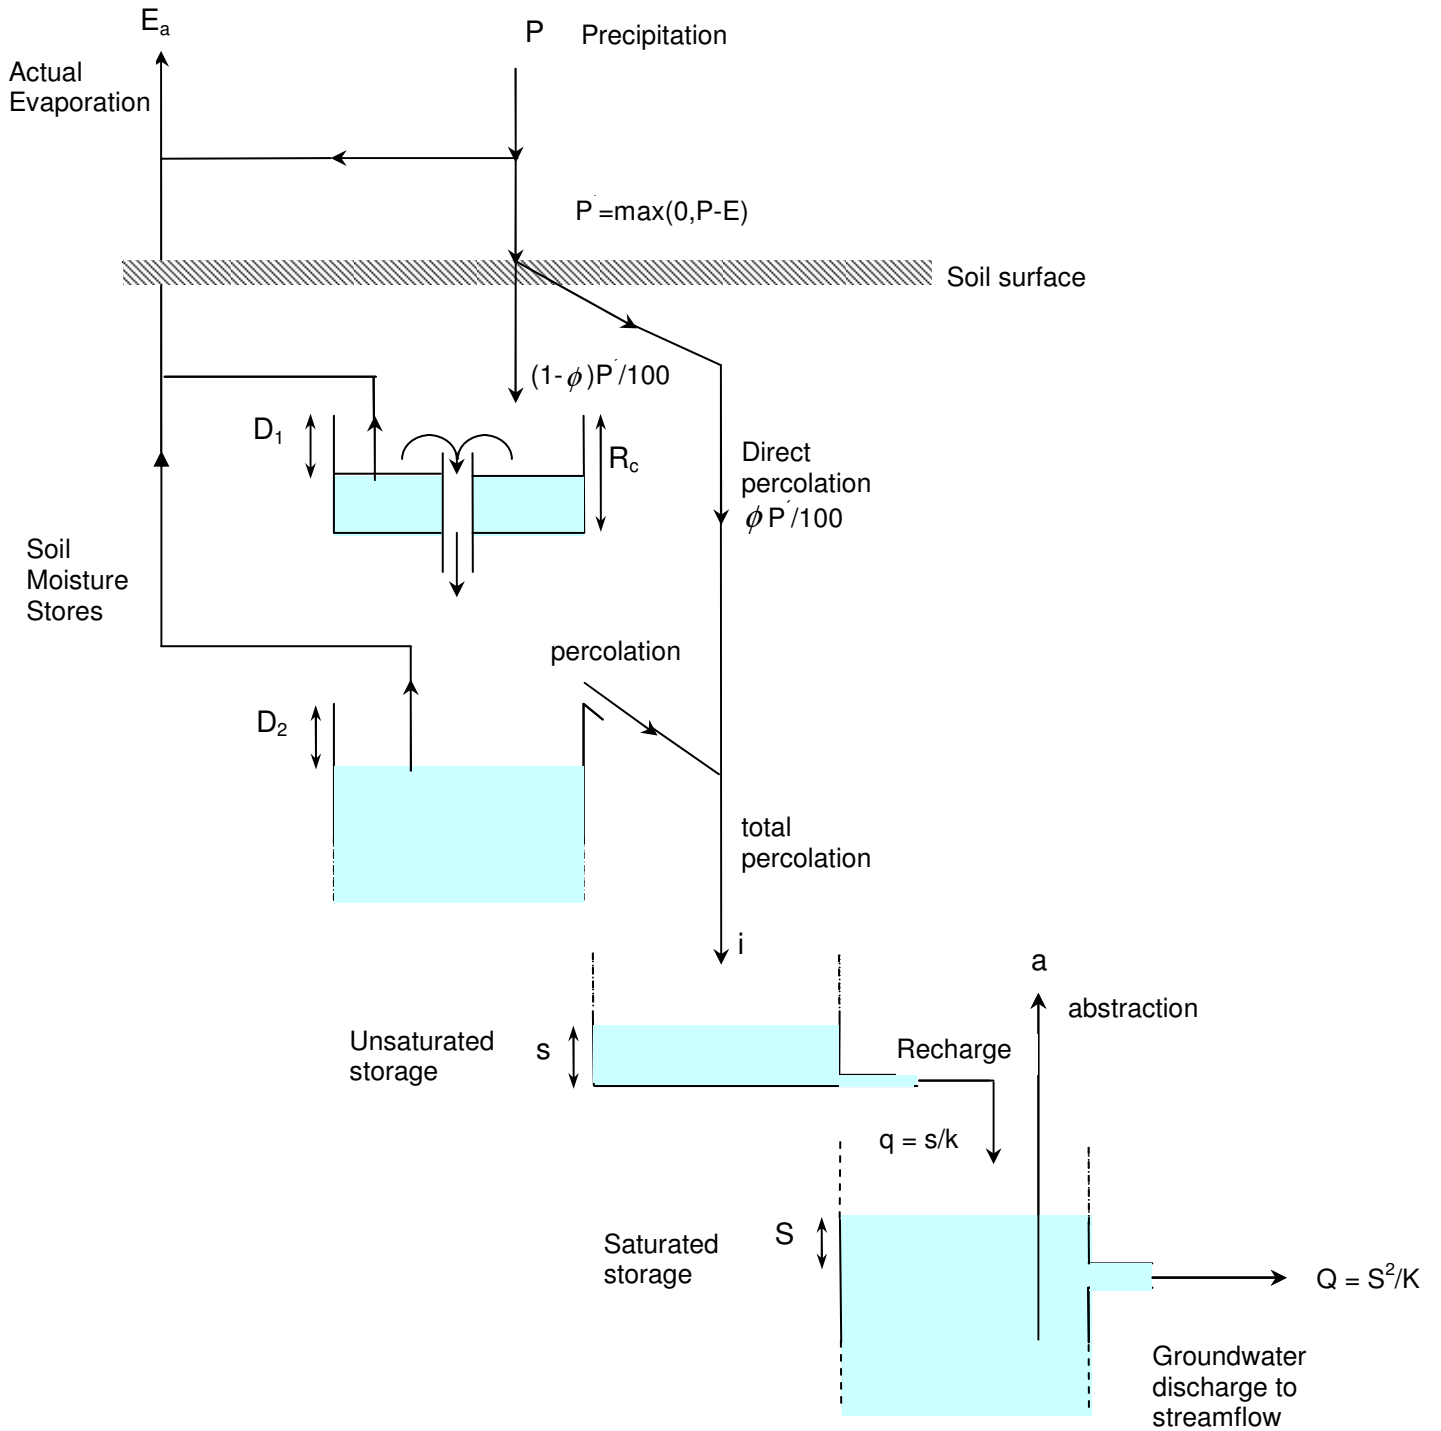 Eₐ
P Precipitation
Actual
Evaporation
P´=max(0,P-E)
Soil surface
(1-ϕ)P´/100
D₁
R꜀
Direct
percolation
ϕP´/100
Soil
Moisture
Stores
percolation
D₂
total
percolation
i
a
abstraction
Unsaturated
storage
s
Recharge
q = s/k
S
Saturated
storage
Q = S²/K
Groundwater
discharge to
streamflow